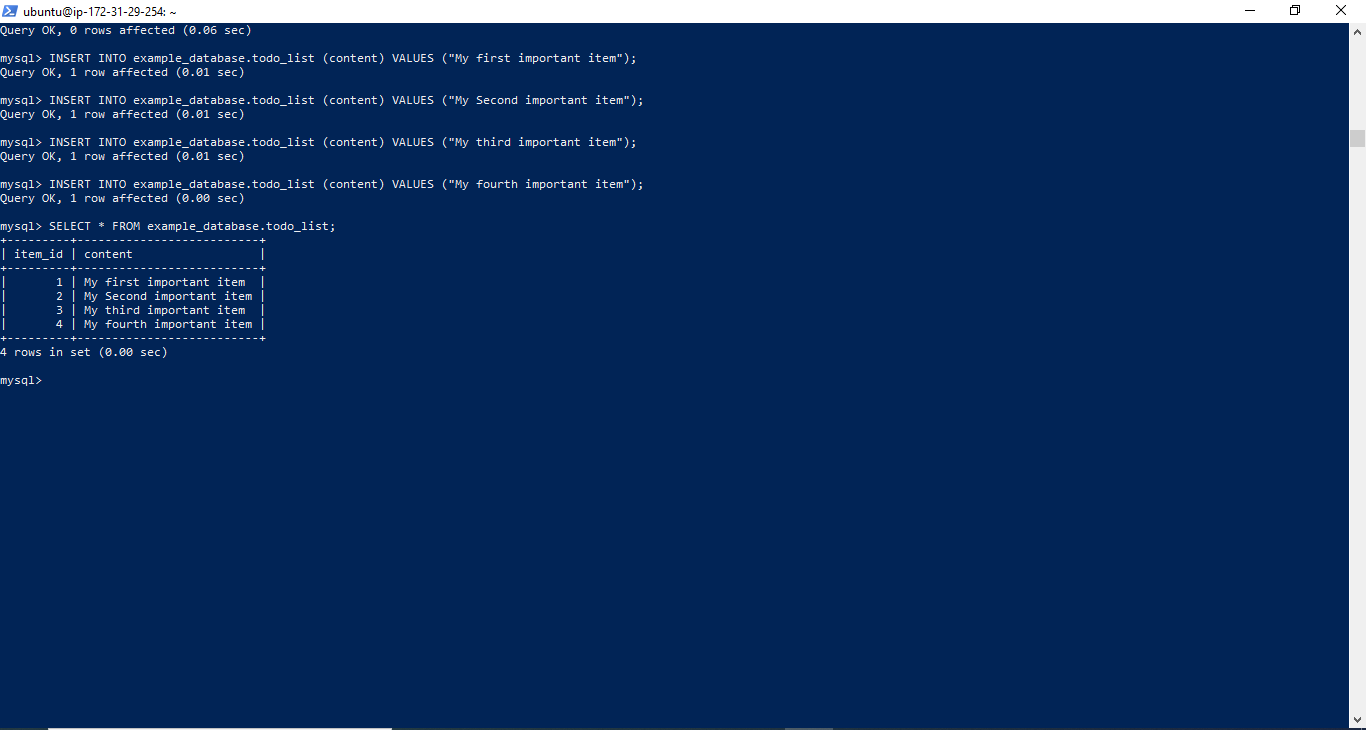 ubuntu@ip-172-31-29-254: ~
Query OK, 0 rows affected (0.06 sec)
mysql> INSERT INTO example_database.todo_list (content) VALUES ("My first important item");
Query OK, 1 row affected (0.01 sec)
mysql> INSERT INTO example_database.todo_list (content) VALUES ("My Second important item");
Query OK, 1 row affected (0.01 sec)
mysql> INSERT INTO example_database.todo_list (content) VALUES ("My third important item");
Query OK, 1 row affected (0.01 sec)
mysql> INSERT INTO example_database.todo_list (content) VALUES ("My fourth important item");
Query OK, 1 row affected (0.00 sec)
mysql> SELECT * FROM example_database.todo_list;
+---------+--------------------------+
| item_id | content                  |
+---------+--------------------------+
|       1 | My first important item  |
|       2 | My Second important item |
|       3 | My third important item  |
|       4 | My fourth important item |
+---------+--------------------------+
4 rows in set (0.00 sec)
mysql>